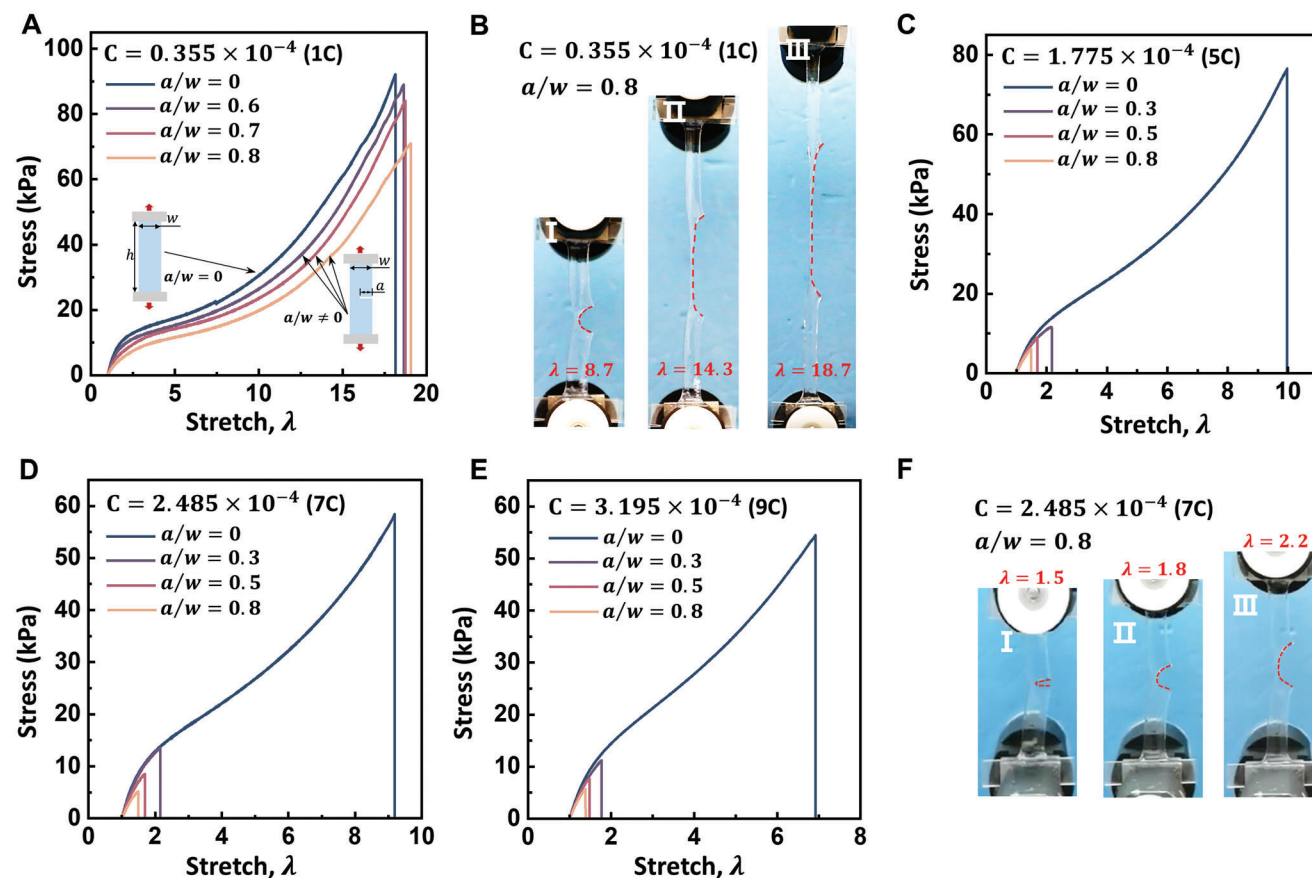 A
C = 0.355 × 10⁻⁴ (1C)
a/w = 0
a/w = 0.6
a/w = 0.7
a/w = 0.8
100
80
60
40
20
0
Stress (kPa)
w
h
a/w = 0
w
a
a/w ≠ 0
0 5 10 15 20
Stretch, λ
B
C = 0.355 × 10⁻⁴ (1C)
a/w = 0.8
I
II
III
λ = 8.7
λ = 14.3
λ = 18.7
C
C = 1.775 × 10⁻⁴ (5C)
a/w = 0
a/w = 0.3
a/w = 0.5
a/w = 0.8
80
60
40
20
0
Stress (kPa)
0 2 4 6 8 10
Stretch, λ
D
C = 2.485 × 10⁻⁴ (7C)
a/w = 0
a/w = 0.3
a/w = 0.5
a/w = 0.8
60
50
40
30
20
10
0
Stress (kPa)
0 2 4 6 8 10
Stretch, λ
E
C = 3.195 × 10⁻⁴ (9C)
a/w = 0
a/w = 0.3
a/w = 0.5
a/w = 0.8
60
50
40
30
20
10
0
Stress (kPa)
0 2 4 6 8
Stretch, λ
F
C = 2.485 × 10⁻⁴ (7C)
a/w = 0.8
λ = 1.5
λ = 1.8
λ = 2.2
I
II
III